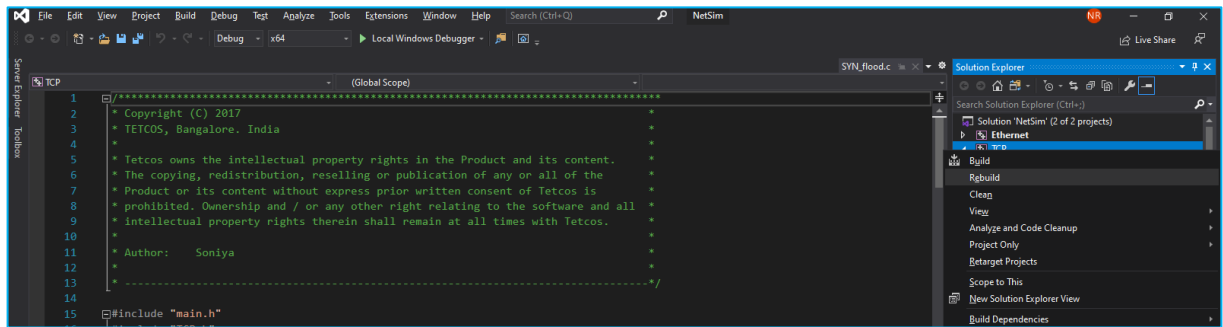 File Edit View Project Build Debug Test Analyze Tools Extensions Window Help Search (Ctrl+Q) NetSim NR
Debug x64 Local Windows Debugger Live Share
SYN_flood.c Solution Explorer
Server Explorer
Toolbox
TCP (Global Scope)
Search Solution Explorer (Ctrl+;)
Solution 'NetSim' (2 of 2 projects)
Ethernet
TCP
1 /************************************************************************************
2 * Copyright (C) 2017 *
3 * TETCOS, Bangalore. India *
4 * *
5 * Tetcos owns the intellectual property rights in the Product and its content. *
6 * The copying, redistribution, reselling or publication of any or all of the *
7 * Product or its content without express prior written consent of Tetcos is *
8 * prohibited. Ownership and / or any other right relating to the software and all *
9 * intellectual property rights therein shall remain at all times with Tetcos. *
10 * *
11 * Author: Soniya *
12 * *
13 * ---------------------------------------------------------------------------------*/
14
15 #include "main.h"
Build
Rebuild
Clean
View
Analyze and Code Cleanup
Project Only
Retarget Projects
Scope to This
New Solution Explorer View
Build Dependencies